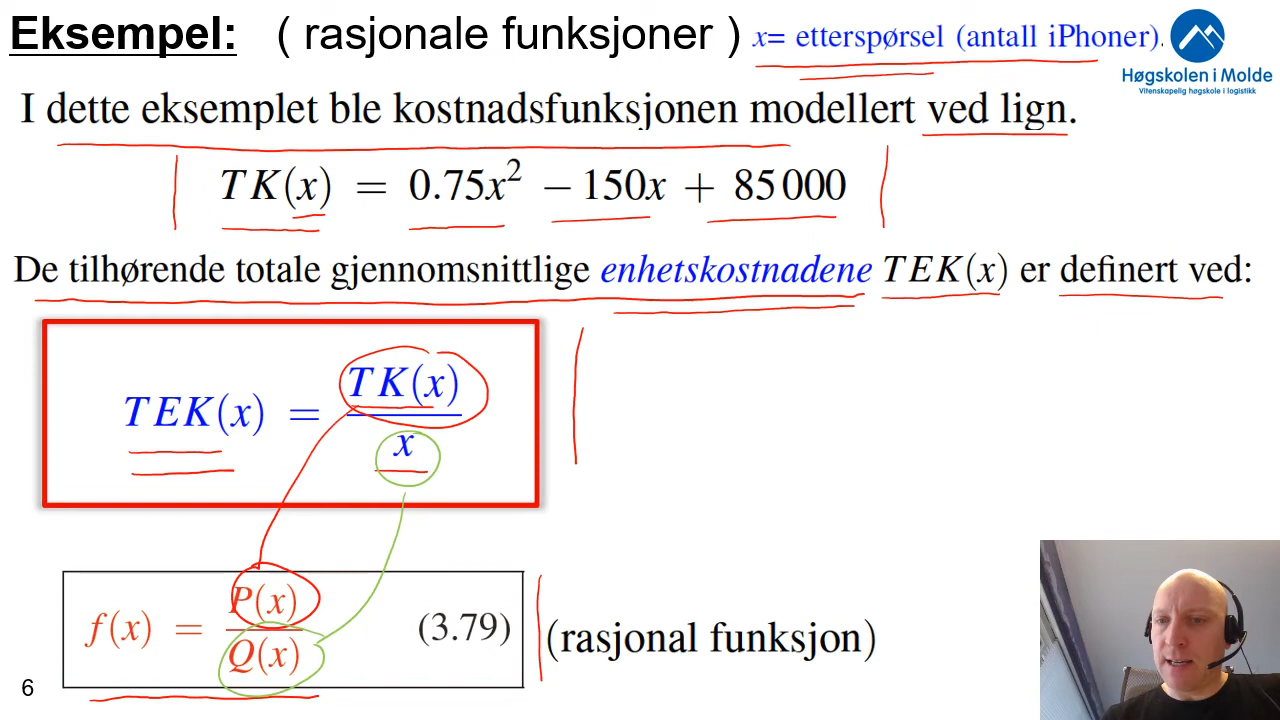 Eksempel: ( rasjonale funksjoner ) x= etterspørsel (antall iPhoner).
Høgskolen i Molde
Vitenskapelig høgskole i logistikk
I dette eksemplet ble kostnadsfunksjonen modellert ved lign.
TK(x) = 0.75x² − 150x + 85000
De tilhørende totale gjennomsnittlige enhetskostnadene TEK(x) er definert ved:
TEK(x) = TK(x) / x
f(x) = P(x) / Q(x) (3.79) (rasjonal funksjon)
6